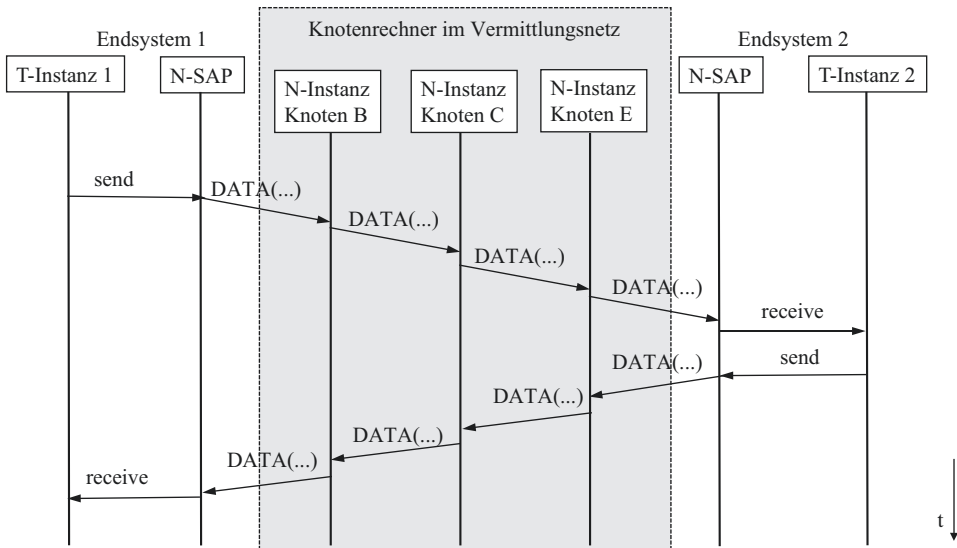 Knotenrechner im Vermittlungsnetz
Endsystem 1
Endsystem 2
T-Instanz 1
N-SAP
N-Instanz
Knoten B
N-Instanz
Knoten C
N-Instanz
Knoten E
N-SAP
T-Instanz 2
send
DATA(...)
DATA(...)
DATA(...)
DATA(...)
receive
send
DATA(...)
DATA(...)
DATA(...)
DATA(...)
receive
t